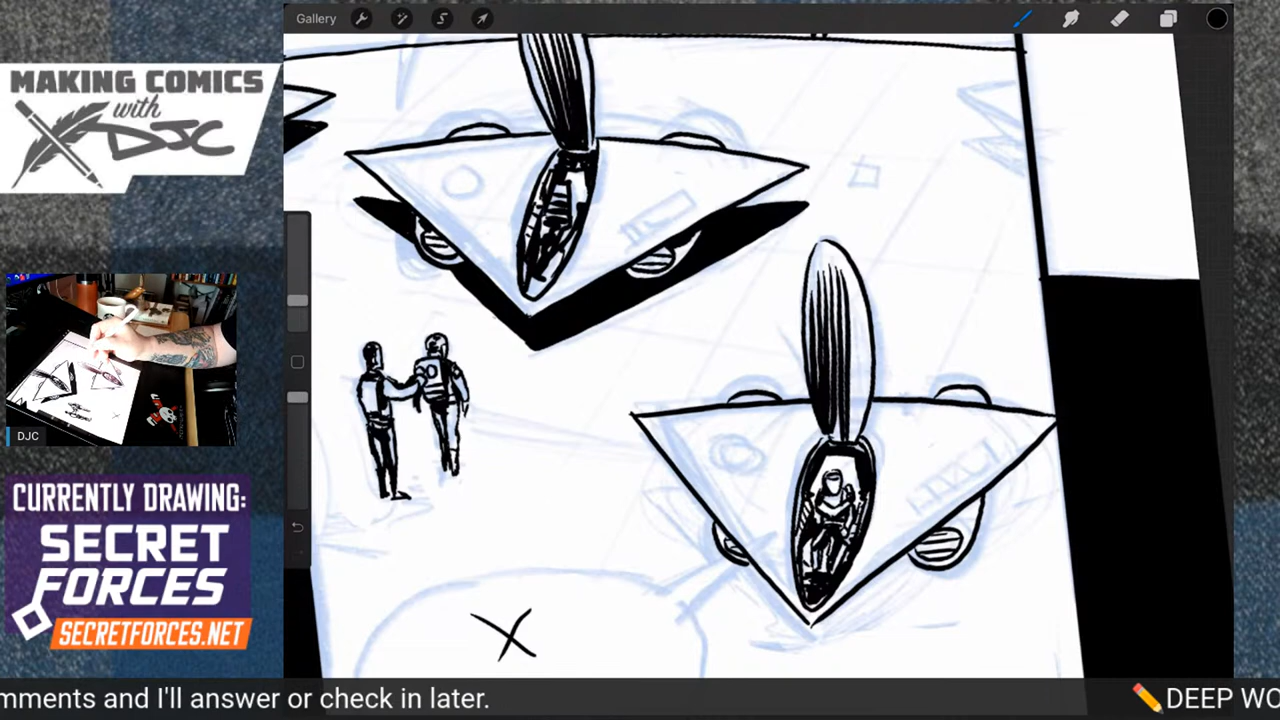 Gallery
MAKING COMICS
with
DJC
DJC
CURRENTLY DRAWING:
SECRET
FORCES
SECRETFORCES.NET
mments and I'll answer or check in later.
✏️DEEP WO